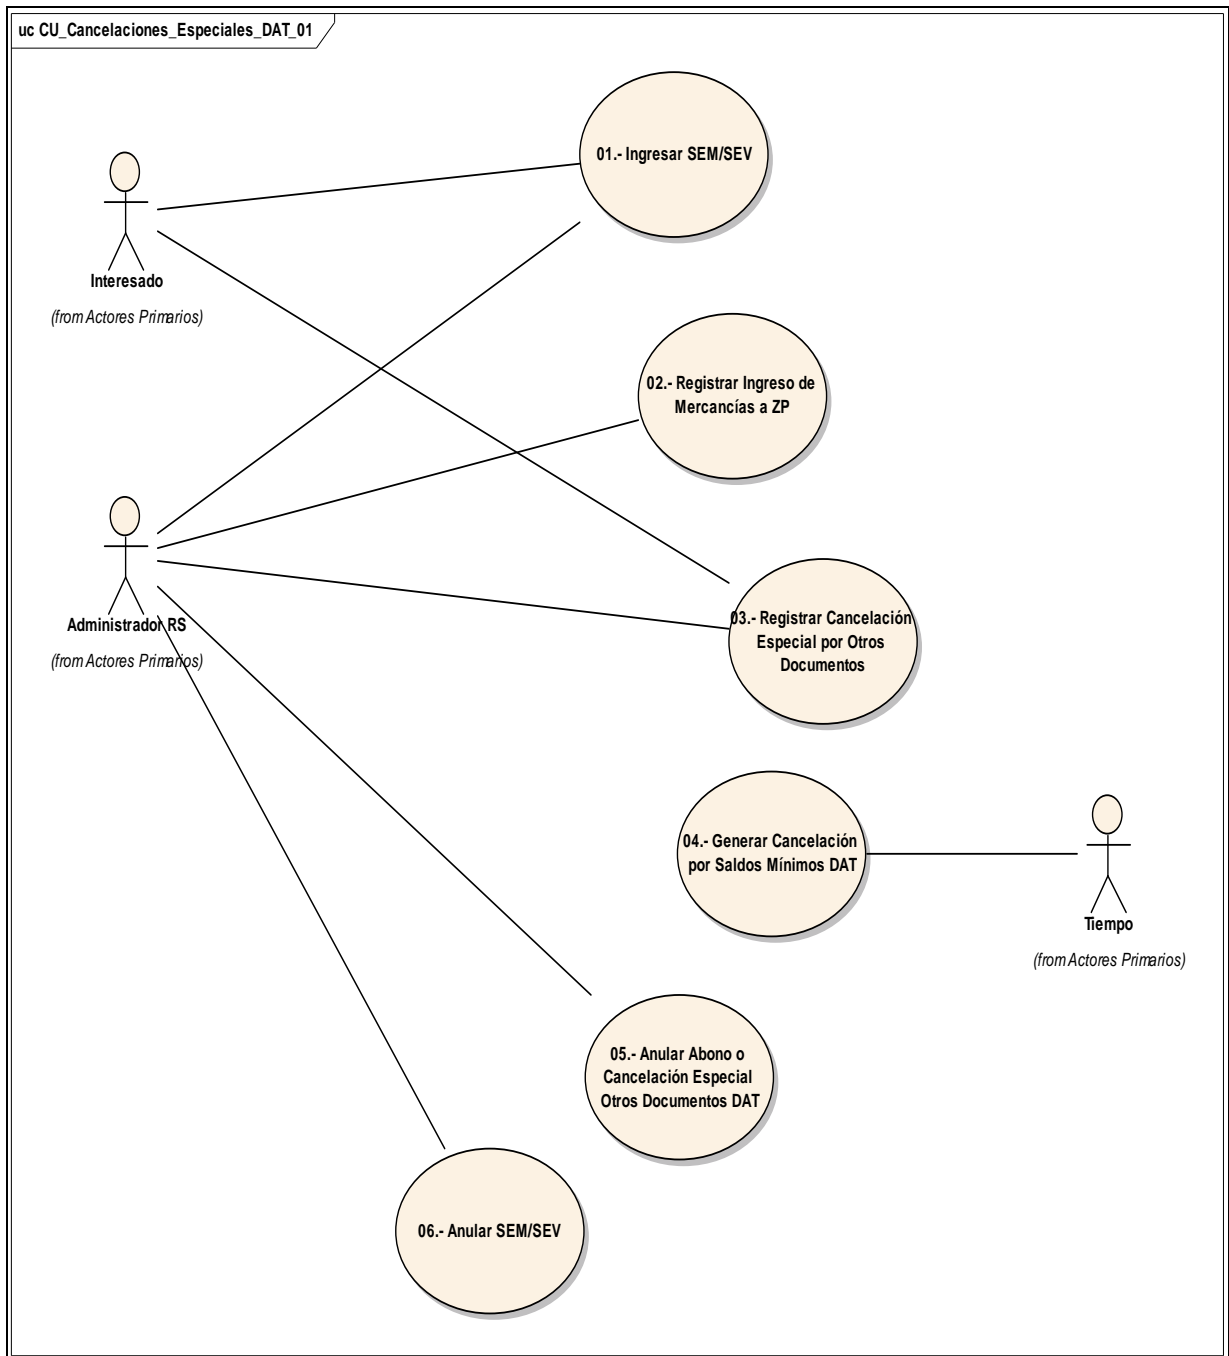 uc CU_Cancelaciones_Especiales_DAT_01
01.- Ingresar SEM/SEV
Interesado
(from Actores Primarios)
02.- Registrar Ingreso de
Mercancías a ZP
Administrador RS
(from Actores Primarios)
03.- Registrar Cancelación
Especial por Otros
Documentos
04.- Generar Cancelación
por Saldos Mínimos DAT
Tiempo
(from Actores Primarios)
05.- Anular Abono o
Cancelación Especial
Otros Documentos DAT
06.- Anular SEM/SEV